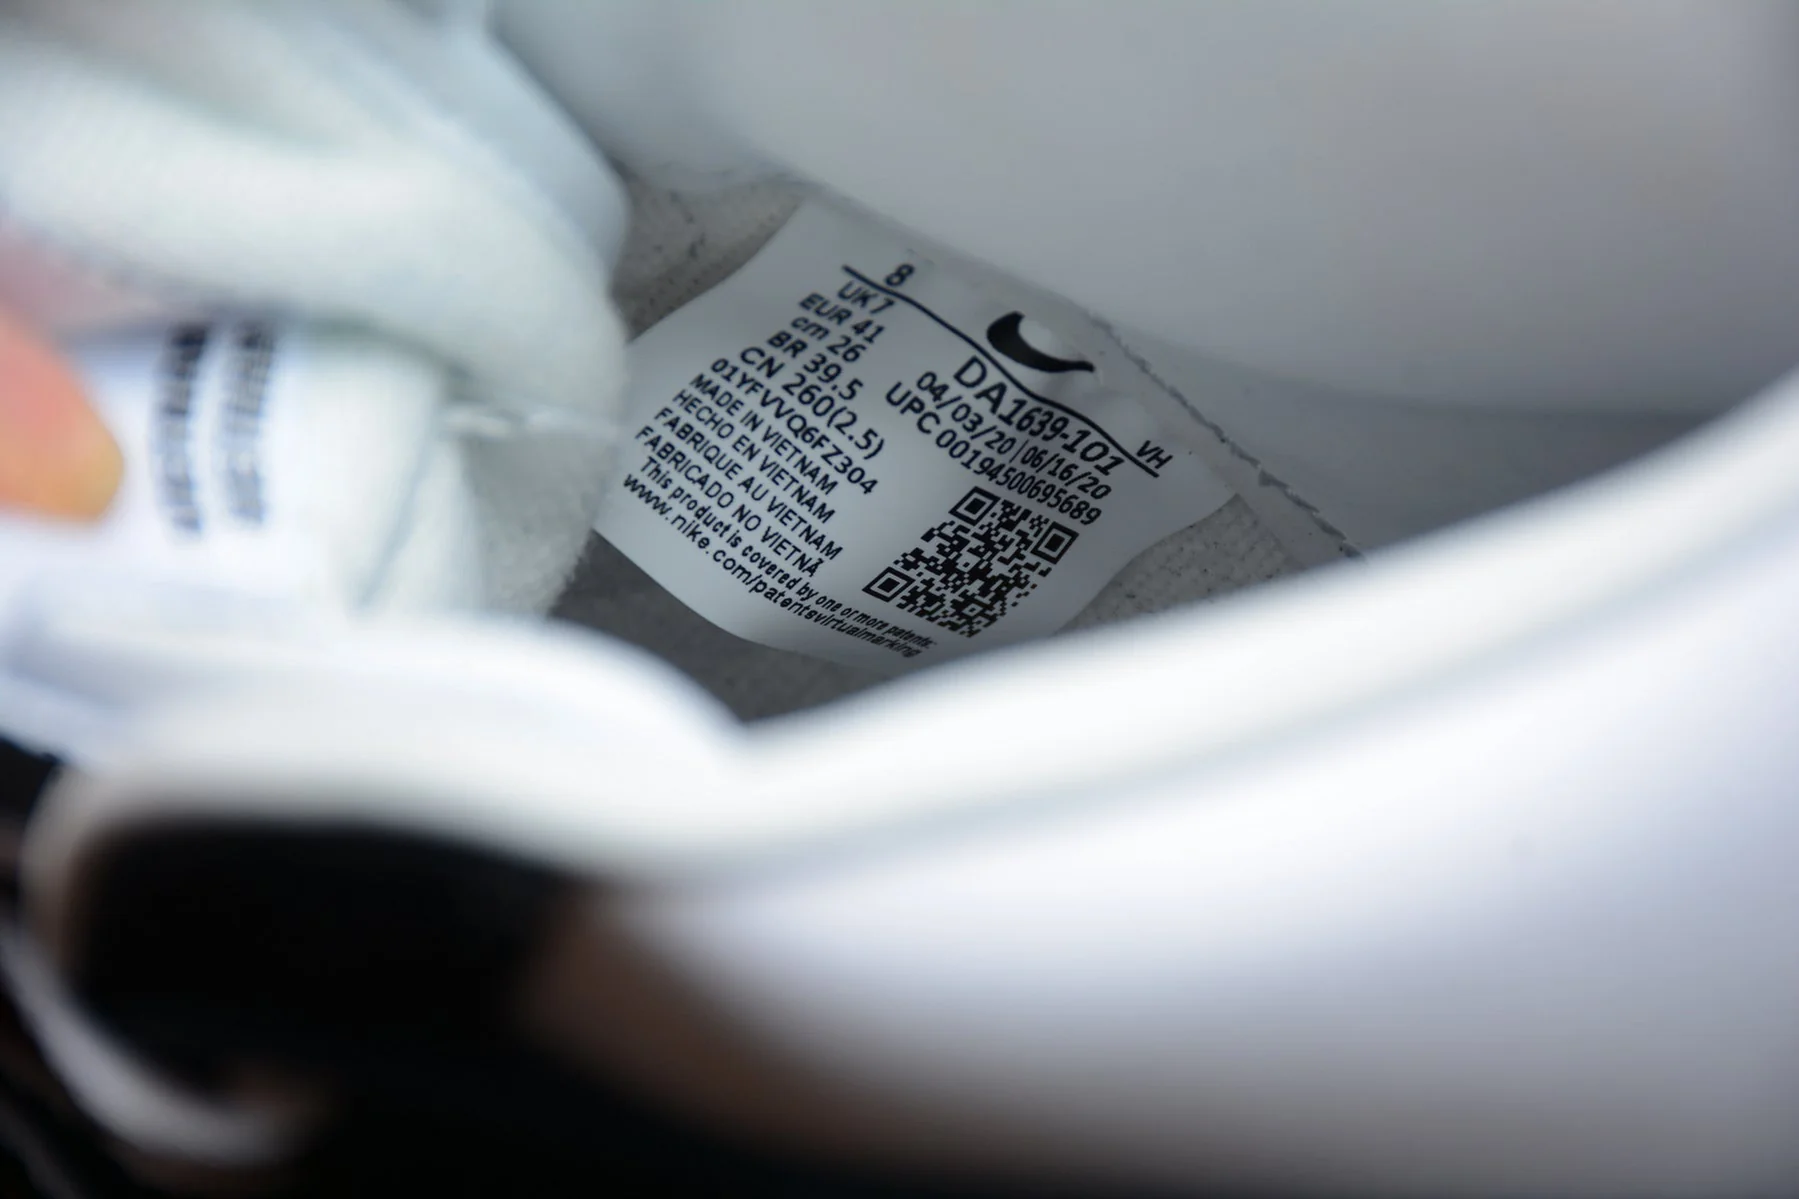 8
UK 7
EUR 41
cm 26
BR 39.5
CN 260(2.5)
01YFVVQ6FZ304
MADE IN VIETNAM
HECHO EN VIETNAM
FABRIQUE AU VIETNAM
FABRICADO NO VIETNÃ
This product is covered by one or more patents:
www.nike.com/patentsvirtualmarking
VH
DA1639-101
04/03/20|06/16/20
UPC 00194500695689